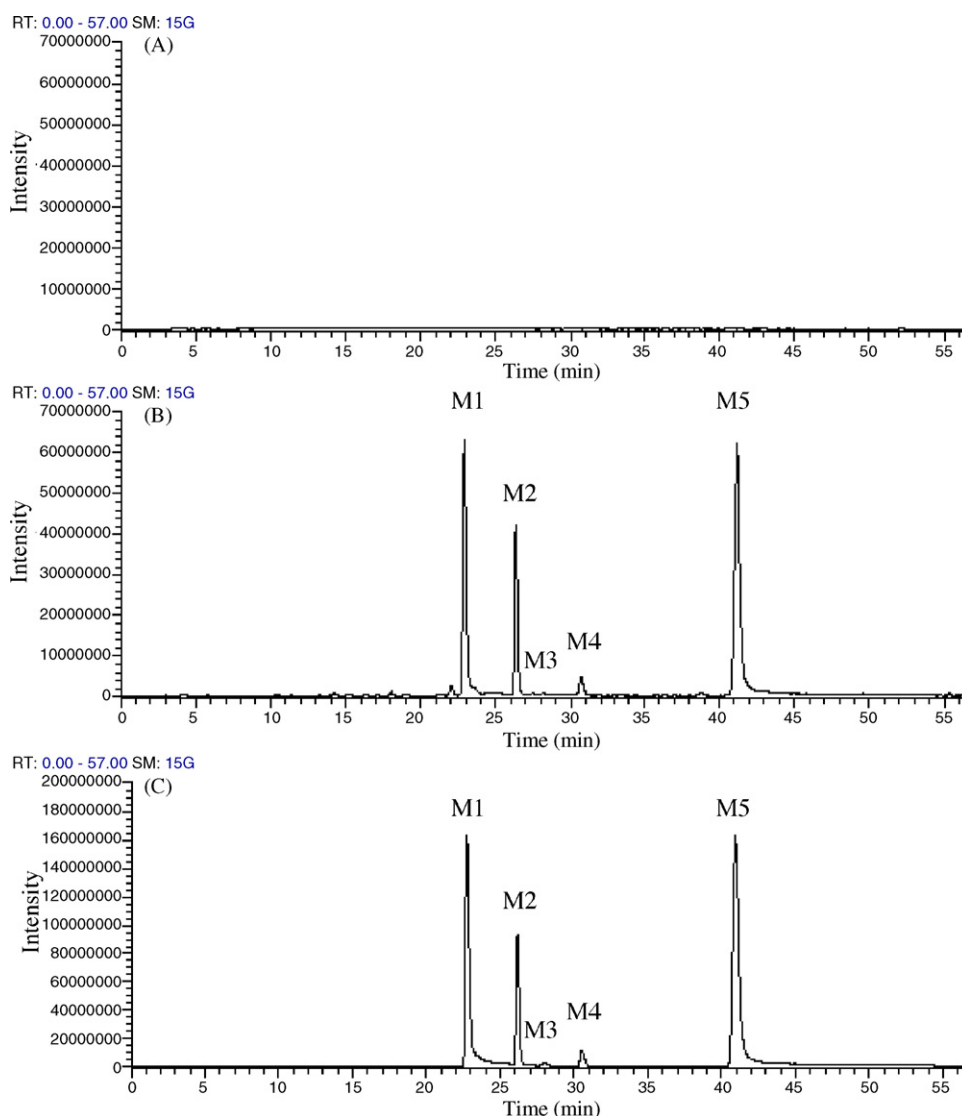 RT: 0.00 - 57.00 SM: 15G
(A)
70000000
60000000
50000000
40000000
30000000
20000000
10000000
0
Intensity
0 5 10 15 20 25 30 35 40 45 50 55
Time (min)
RT: 0.00 - 57.00 SM: 15G
(B)
M1
M5
M2
M3
M4
70000000
60000000
50000000
40000000
30000000
20000000
10000000
0
Intensity
0 5 10 15 20 25 30 35 40 45 50 55
Time (min)
RT: 0.00 - 57.00 SM: 15G
(C)
M1
M5
M2
M3
M4
200000000
180000000
160000000
140000000
120000000
100000000
80000000
60000000
40000000
20000000
0
Intensity
0 5 10 15 20 25 30 35 40 45 50 55
Time (min)